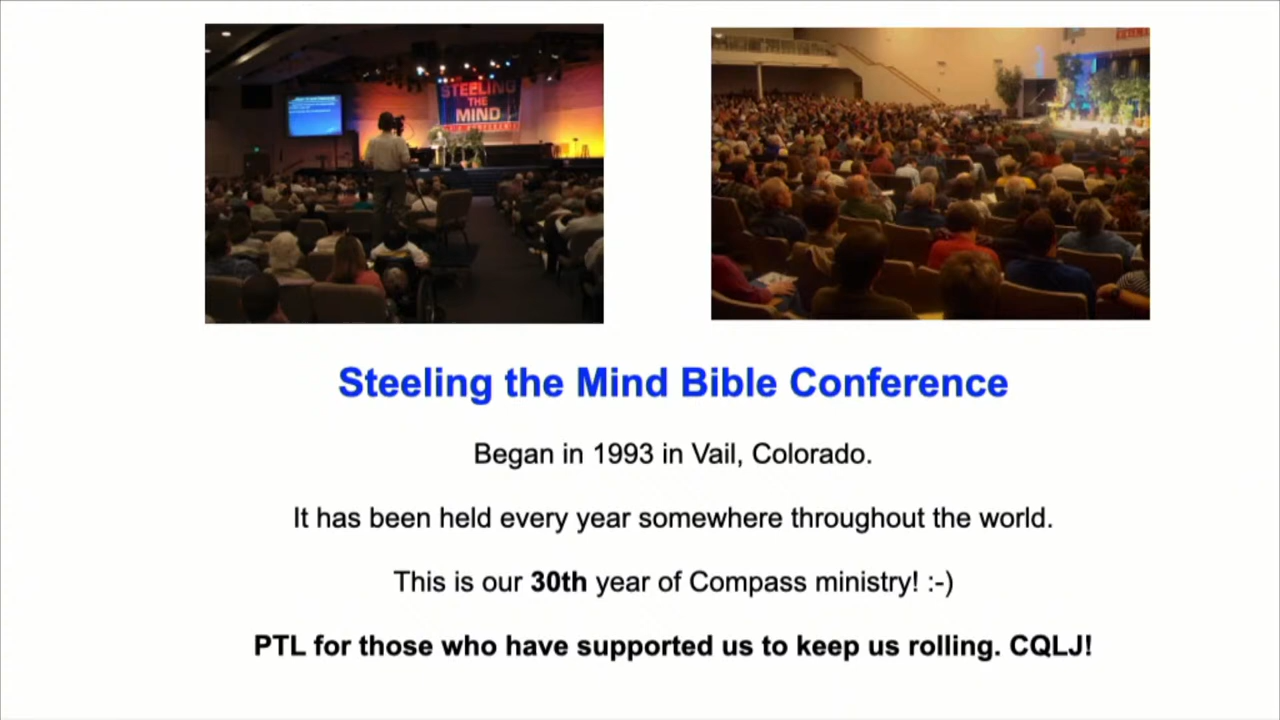 STEELING
THE
MIND
Steeling the Mind Bible Conference
Began in 1993 in Vail, Colorado.
It has been held every year somewhere throughout the world.
This is our 30th year of Compass ministry! :-)
PTL for those who have supported us to keep us rolling. CQLJ!